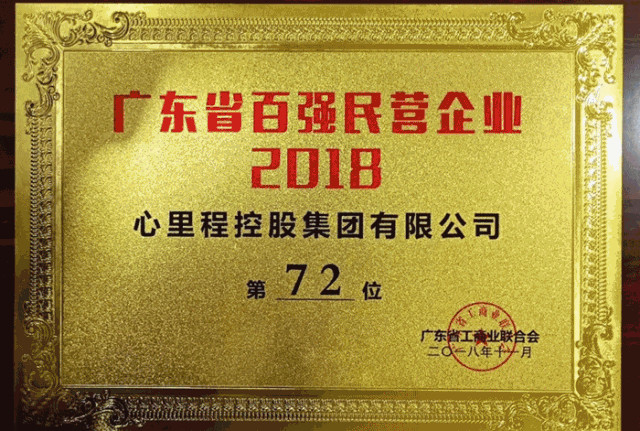 广东省百强民营企业
2018
心里程控股集团有限公司
第 72 位
广东省工商业联合会
二〇一八年十一月